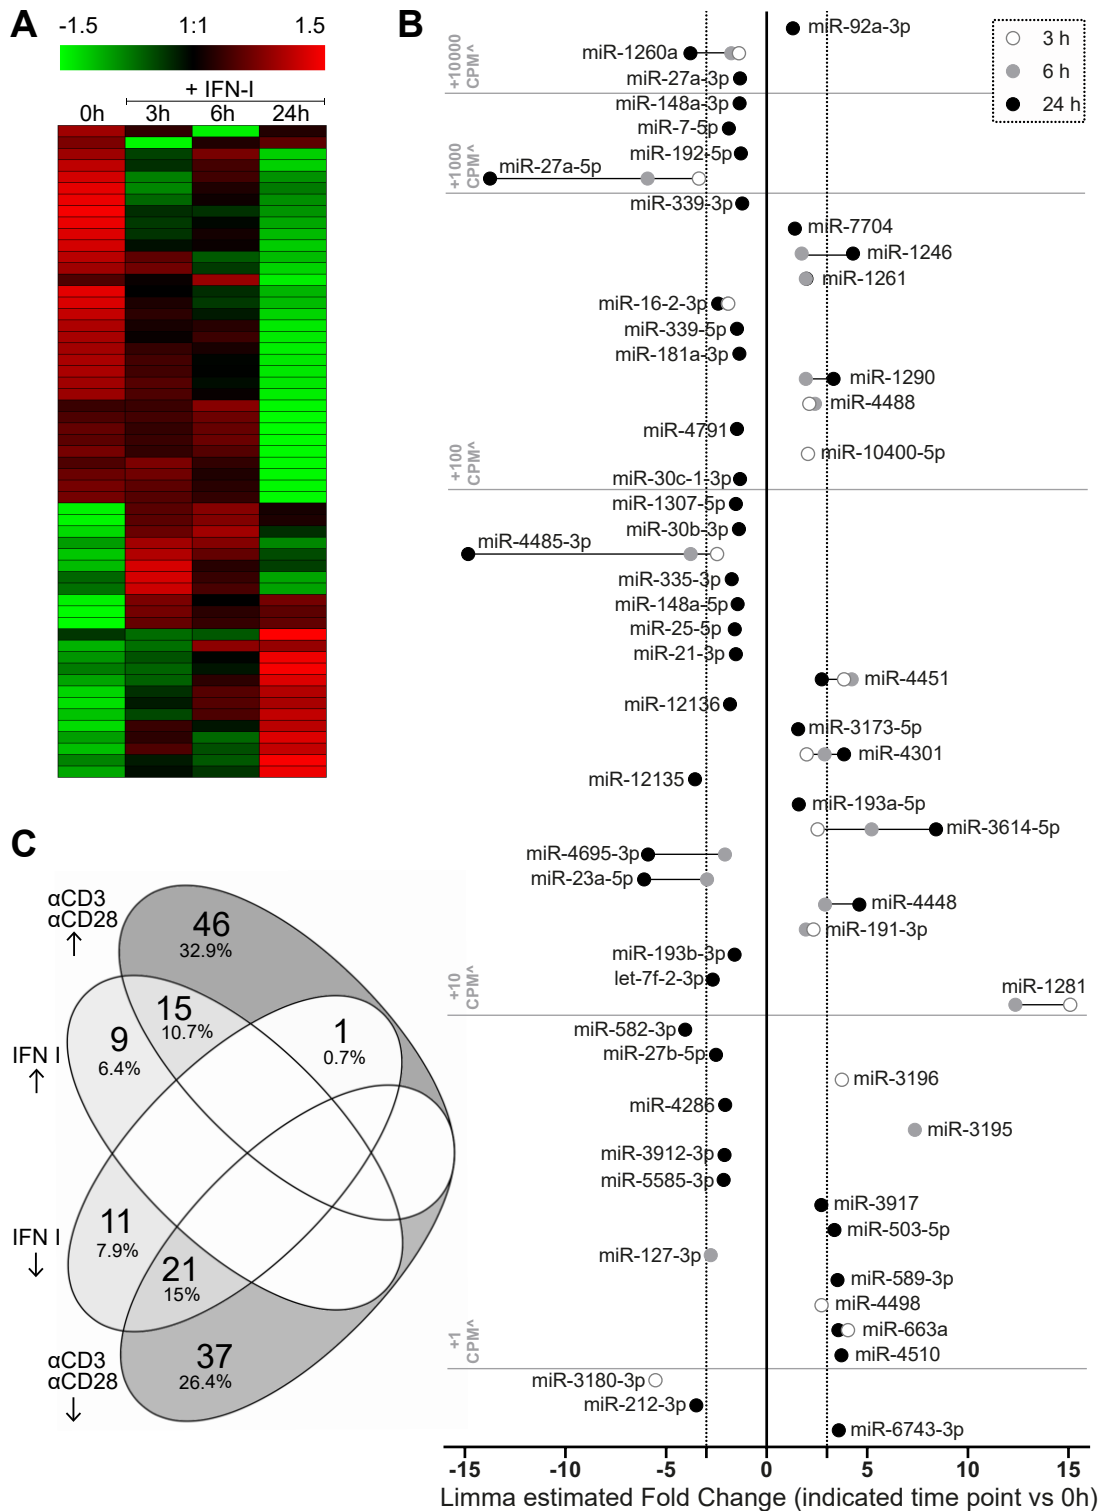 A
-1.5 1:1 1.5
+ IFN-I
0h 3h 6h 24h
B
3 h
6 h
24 h
+10000
CPM^
miR-92a-3p
miR-1260a
miR-27a-3p
+1000
CPM^
miR-148a-3p
miR-7-5p
miR-192-5p
miR-27a-5p
+100
CPM^
miR-339-3p
miR-7704
miR-1246
miR-1261
miR-16-2-3p
miR-339-5p
miR-181a-3p
miR-1290
miR-4488
miR-4791
miR-10400-5p
miR-30c-1-3p
+10
CPM^
miR-1307-5p
miR-30b-3p
miR-4485-3p
miR-335-3p
miR-148a-5p
miR-25-5p
miR-21-3p
miR-4451
miR-12136
miR-3173-5p
miR-4301
miR-12135
miR-193a-5p
miR-3614-5p
miR-4695-3p
miR-23a-5p
miR-4448
miR-191-3p
miR-193b-3p
let-7f-2-3p
miR-1281
+1
CPM^
miR-582-3p
miR-27b-5p
miR-3196
miR-4286
miR-3195
miR-3912-3p
miR-5585-3p
miR-3917
miR-503-5p
miR-127-3p
miR-589-3p
miR-4498
miR-663a
miR-4510
miR-3180-3p
miR-212-3p
miR-6743-3p
-15 -10 -5 0 5 10 15
Limma estimated Fold Change (indicated time point vs 0h)
C
αCD3
αCD28
↑
46
32.9%
15
10.7%
1
0.7%
9
6.4%
IFN I
↑
IFN I
↓
11
7.9%
21
15%
αCD3
αCD28
↓
37
26.4%